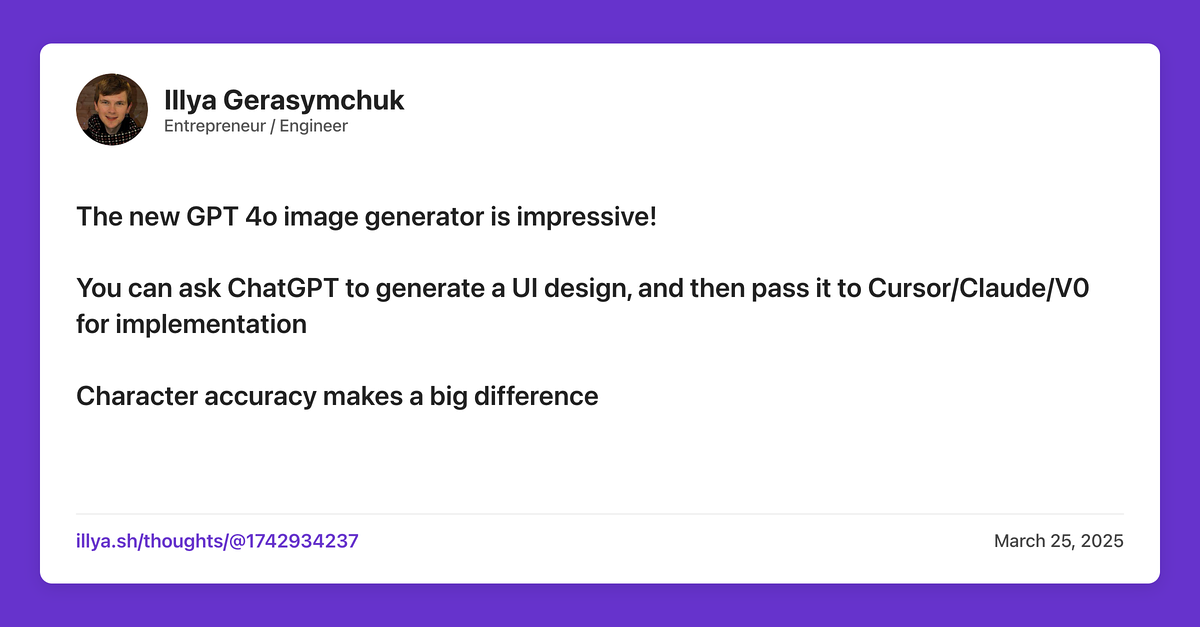 Illya Gerasymchuk
Entrepreneur / Engineer
The new GPT 4o image generator is impressive!
You can ask ChatGPT to generate a UI design, and then pass it to Cursor/Claude/V0
for implementation
Character accuracy makes a big difference
illya.sh/thoughts/@1742934237
March 25, 2025